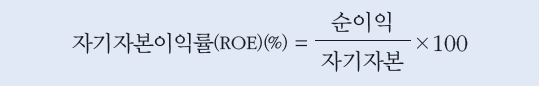 자기자본이익률(ROE)(%) = 순이익 / 자기자본 × 100